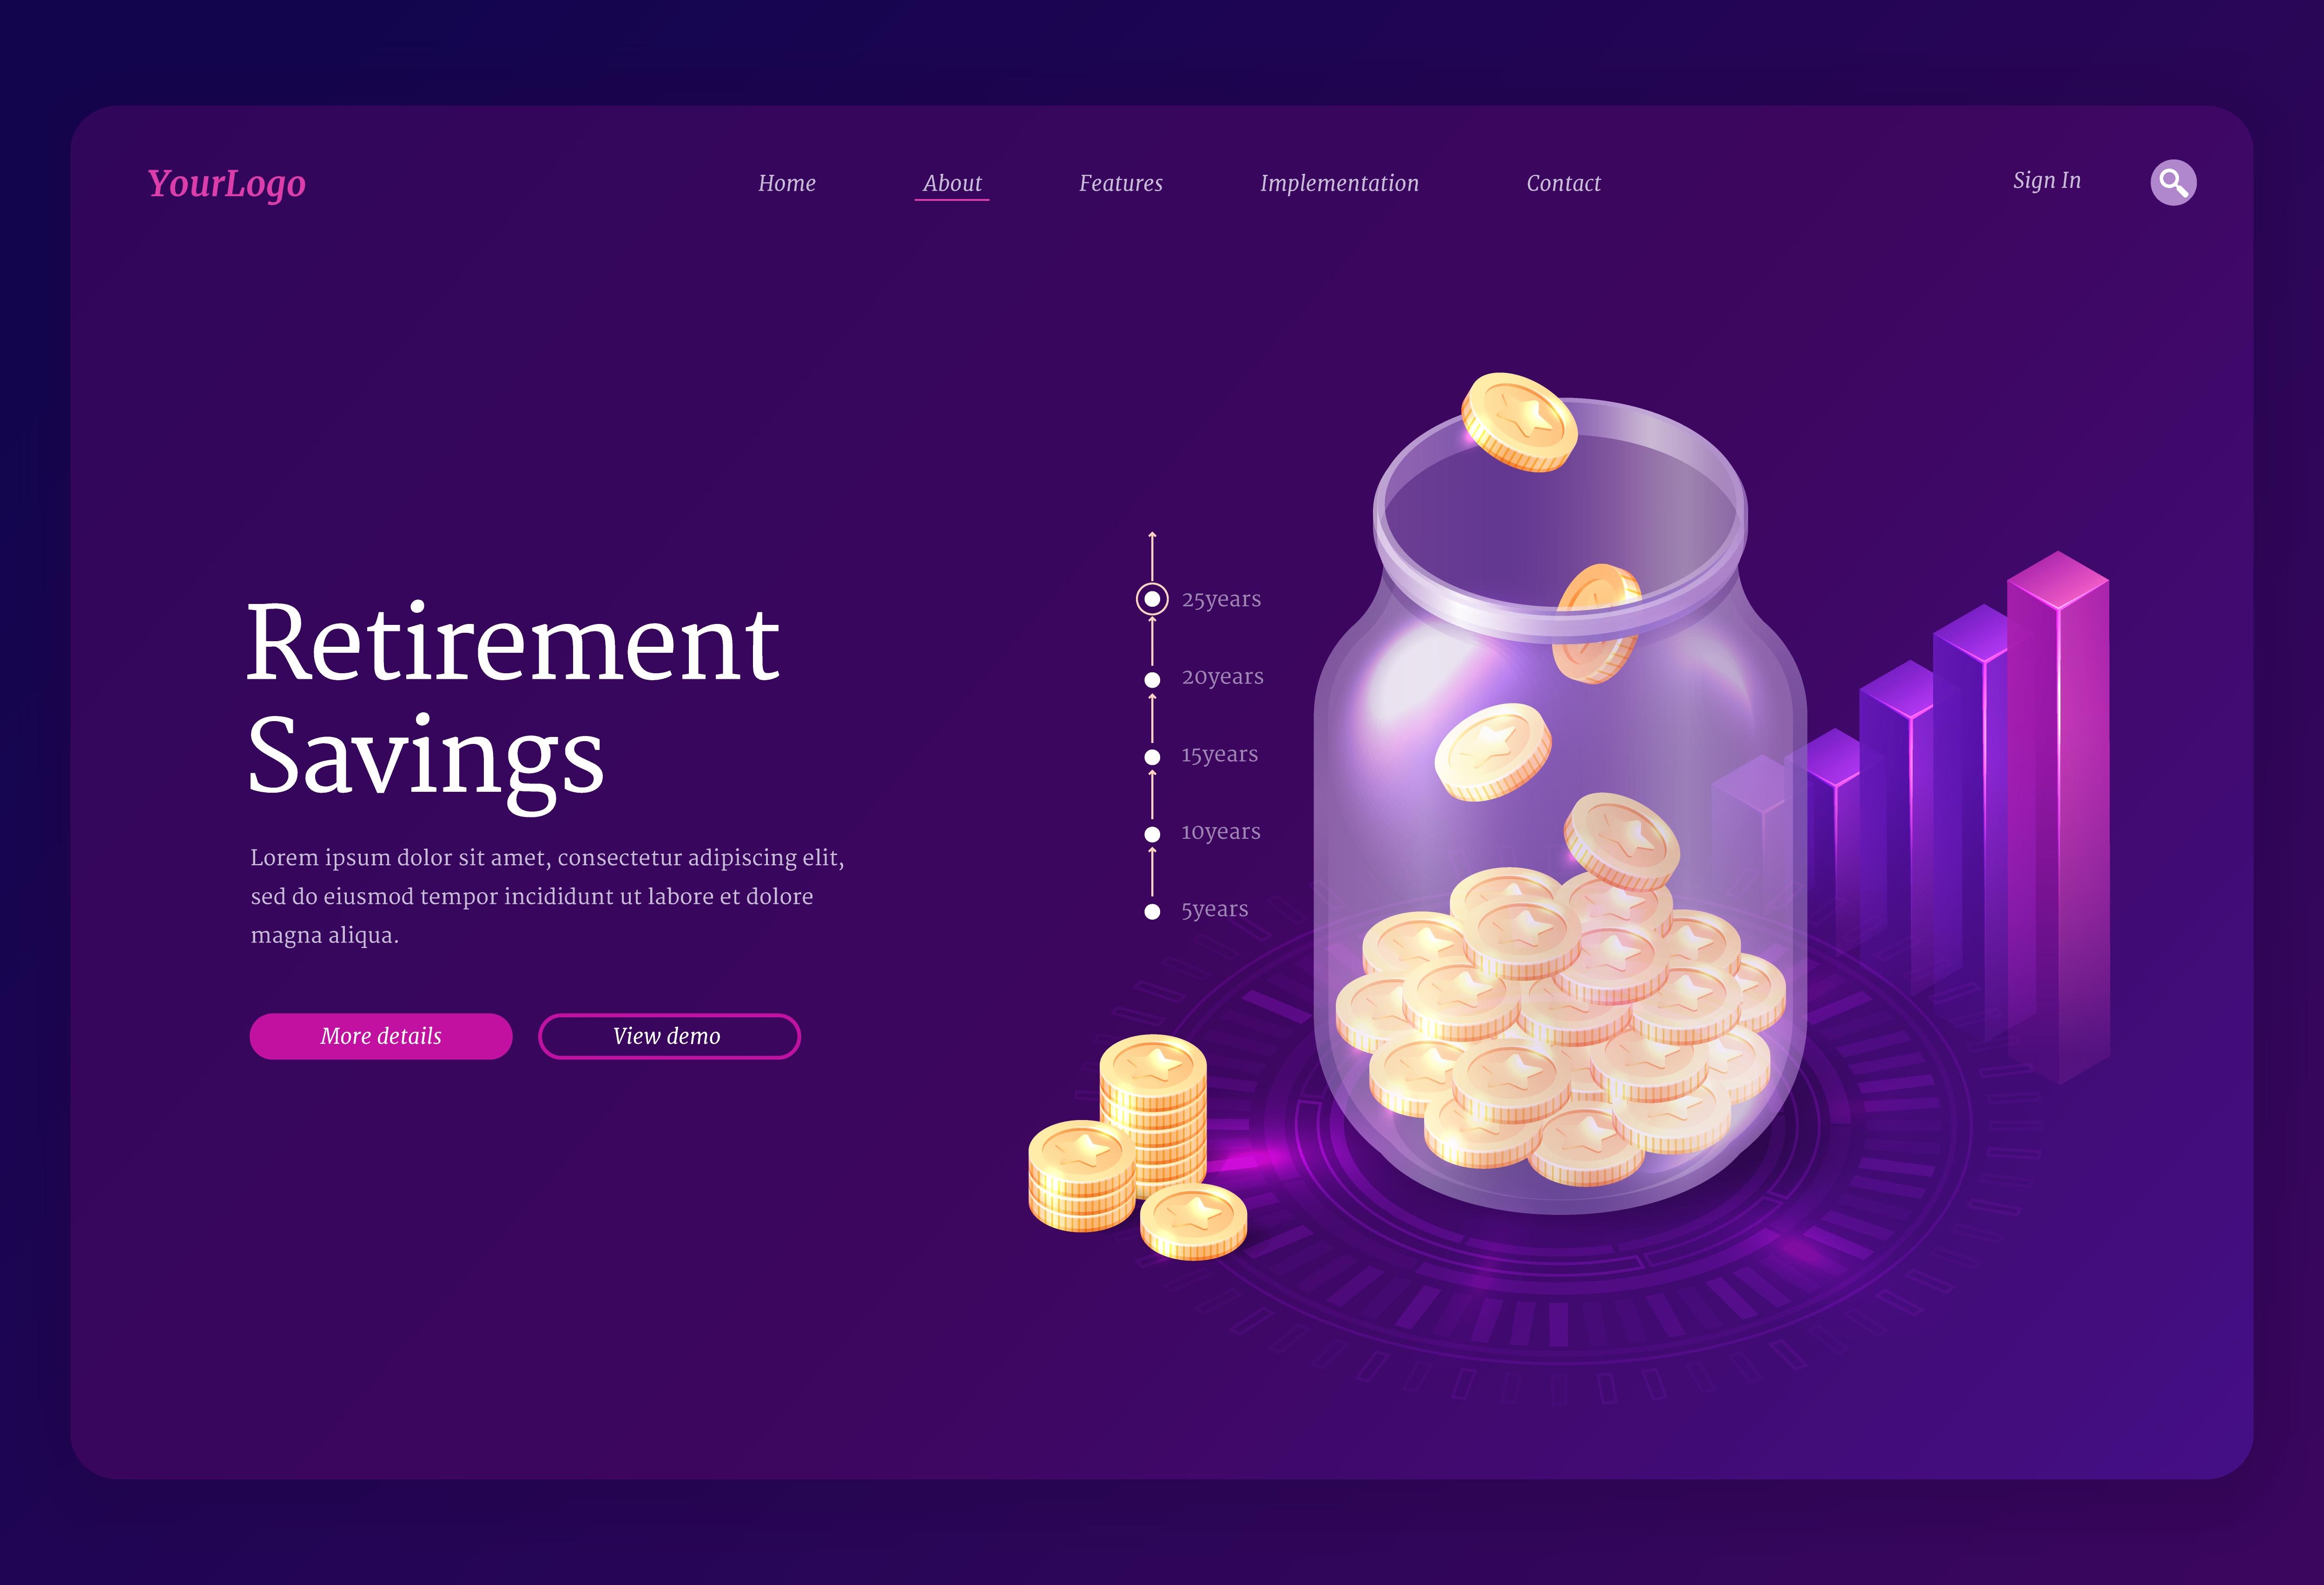 YourLogo
Home
About
Features
Implementation
Contact
Sign In
Retirement
Savings
Lorem ipsum dolor sit amet, consectetur adipiscing elit,
sed do eiusmod tempor incididunt ut labore et dolore
magna aliqua.
More details
View demo
25years
20years
15years
10years
5years